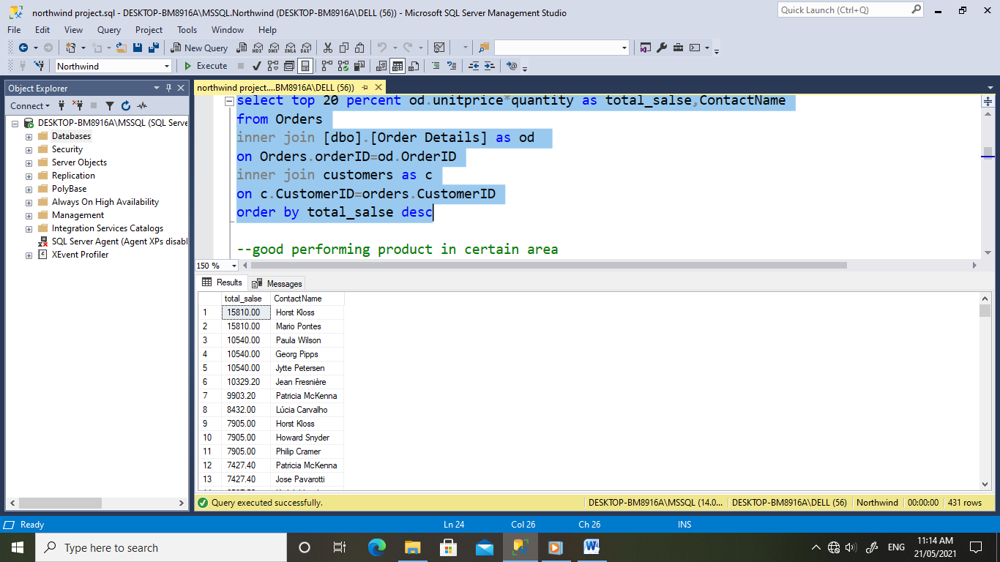 northwind project.sql - DESKTOP-BM8916A\MSSQL.Northwind (DESKTOP-BM8916A\DELL (56)) - Microsoft SQL Server Management Studio
Quick Launch (Ctrl+Q)
File Edit View Query Project Tools Window Help
New Query MDX DMX XMLA DAX
Northwind Execute
Object Explorer
Connect
DESKTOP-BM8916A\MSSQL (SQL Serve
Databases
Security
Server Objects
Replication
PolyBase
Always On High Availability
Management
Integration Services Catalogs
SQL Server Agent (Agent XPs disabl
XEvent Profiler
northwind project....BM8916A\DELL (56))
select top 20 percent od.unitprice*quantity as total_salse,ContactName
from Orders
inner join [dbo].[Order Details] as od
on Orders.orderID=od.OrderID
inner join customers as c
on c.CustomerID=orders.CustomerID
order by total_salse desc
--good performing product in certain area
150 %
Results Messages
total_salse ContactName
1 15810.00 Horst Kloss
2 15810.00 Mario Pontes
3 10540.00 Paula Wilson
4 10540.00 Georg Pipps
5 10540.00 Jytte Petersen
6 10329.20 Jean Fresnière
7 9903.20 Patricia McKenna
8 8432.00 Lúcia Carvalho
9 7905.00 Horst Kloss
10 7905.00 Howard Snyder
11 7905.00 Philip Cramer
12 7427.40 Patricia McKenna
13 7427.40 Jose Pavarotti
Query executed successfully. DESKTOP-BM8916A\MSSQL (14.0... DESKTOP-BM8916A\DELL (56) Northwind 00:00:00 431 rows
Ready Ln 24 Col 26 Ch 26 INS
Type here to search
ENG
11:14 AM
21/05/2021